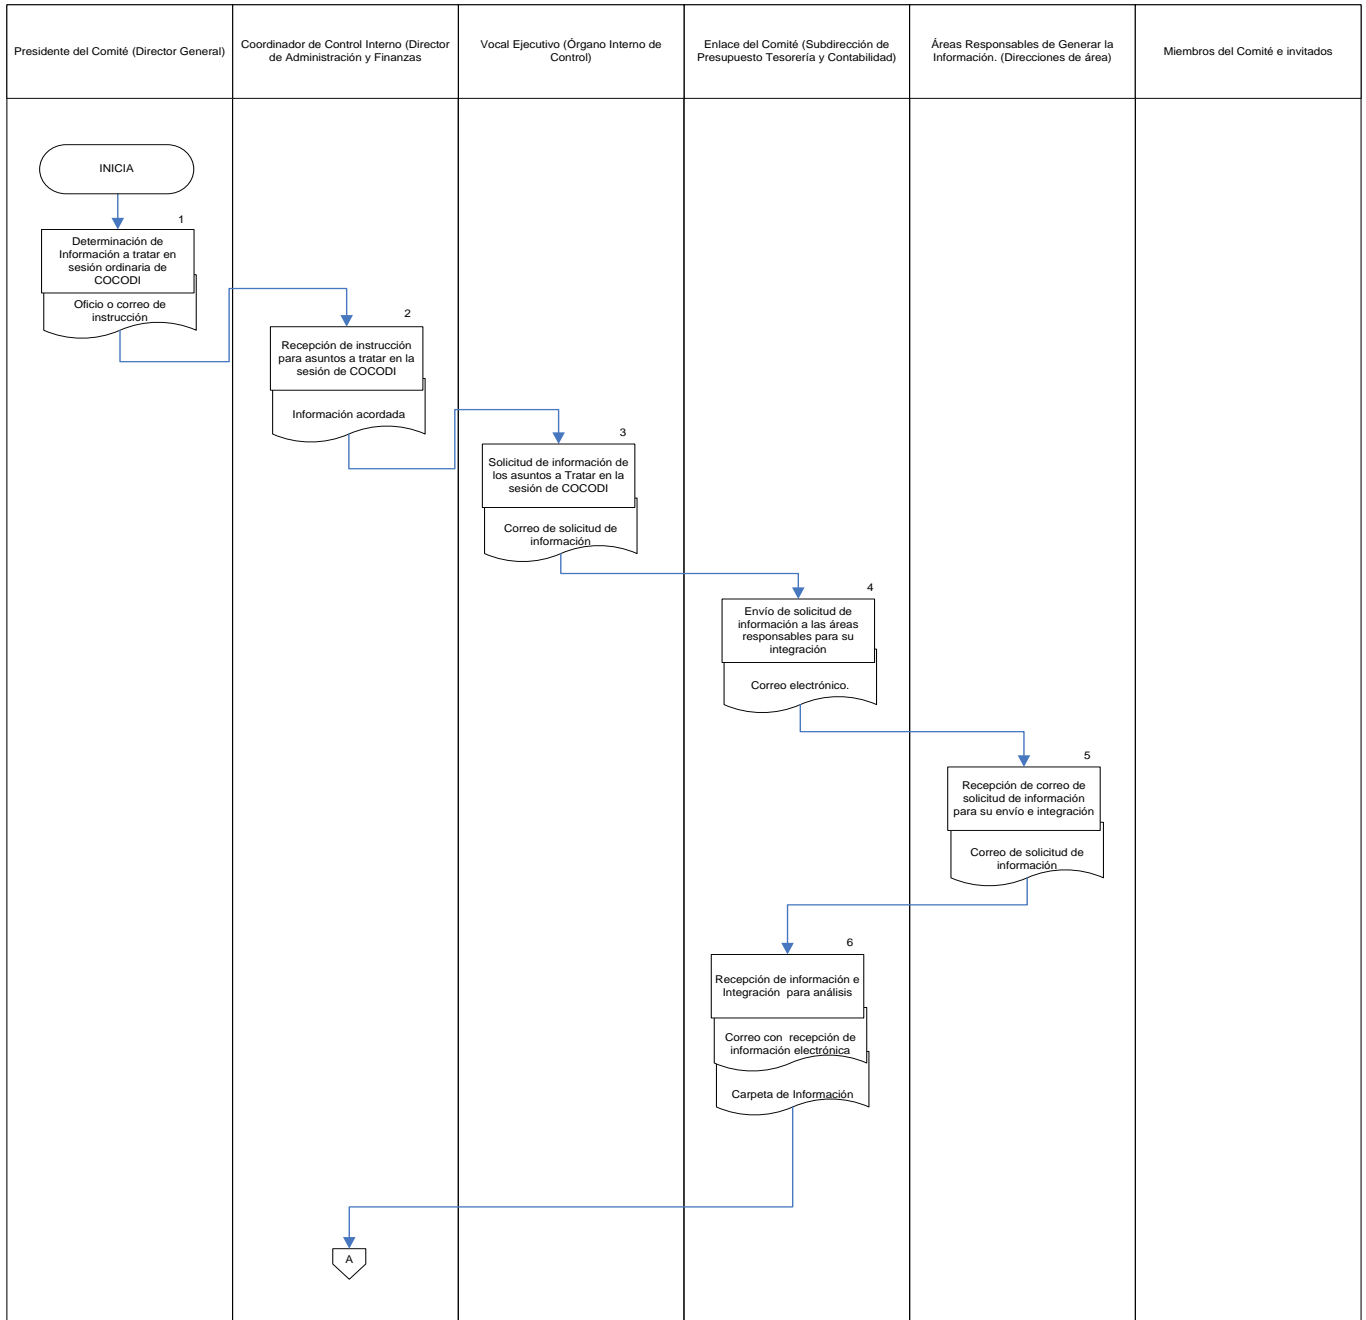 Presidente del Comité (Director General)
Coordinador de Control Interno (Director
de Administración y Finanzas
Vocal Ejecutivo (Órgano Interno de
Control)
Enlace del Comité (Subdirección de
Presupuesto Tesorería y Contabilidad)
Áreas Responsables de Generar la
Información. (Direcciones de área)
Miembros del Comité e invitados
INICIA
1
Determinación de
Información a tratar en
sesión ordinaria de
COCODI
Oficio o correo de
instrucción
2
Recepción de instrucción
para asuntos a tratar en la
sesión de COCODI
Información acordada
3
Solicitud de información de
los asuntos a Tratar en la
sesión de COCODI
Correo de solicitud de
información
4
Envío de solicitud de
información a las áreas
responsables para su
integración
Correo electrónico.
5
Recepción de correo de
solicitud de información
para su envío e integración
Correo de solicitud de
información
6
Recepción de información e
Integración para análisis
Correo con recepción de
información electrónica
Carpeta de Información
A